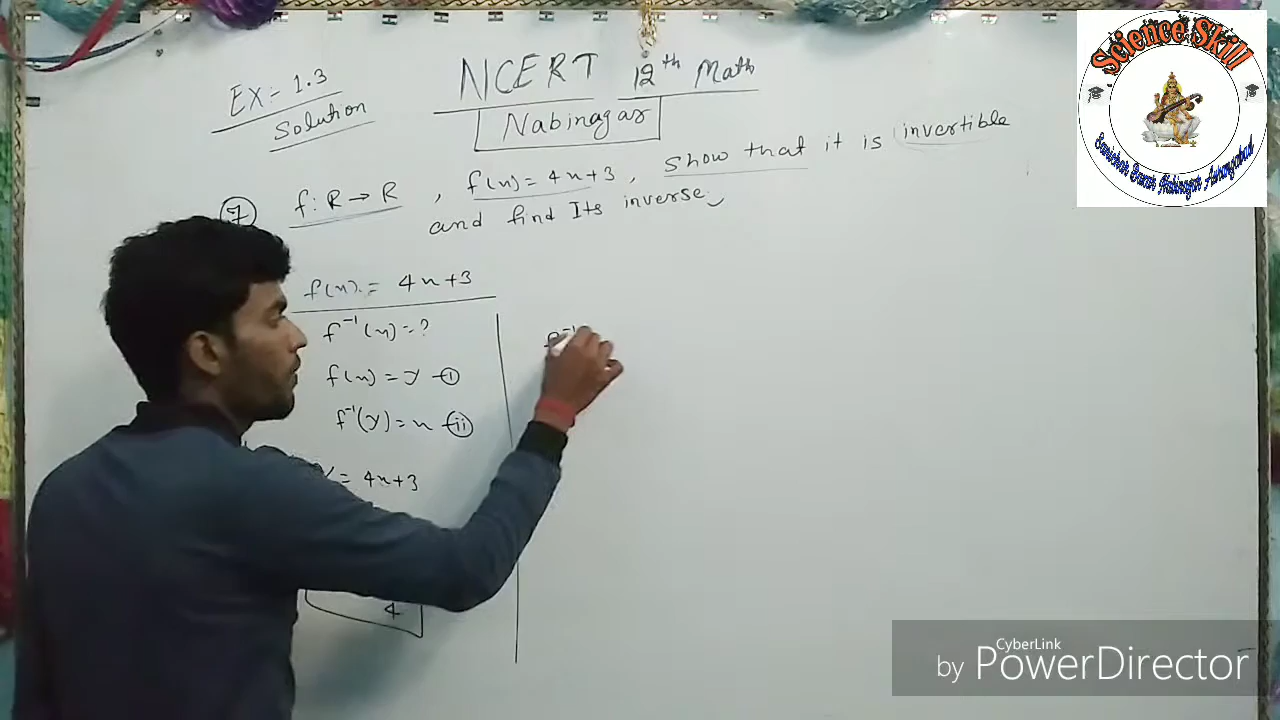 EX-1.3
Solution
NCERT 12th Math
Nabinagar
7 f:R→R, f(x)=4x+3, show that it is invertible
and find Its inverse
f(x)=4x+3
f⁻¹(x)=?
f(x)=y -(i)
f⁻¹(y)=x -(ii)
y=4x+3
4
f⁻¹
Science Skill
CyberLink
by PowerDirector